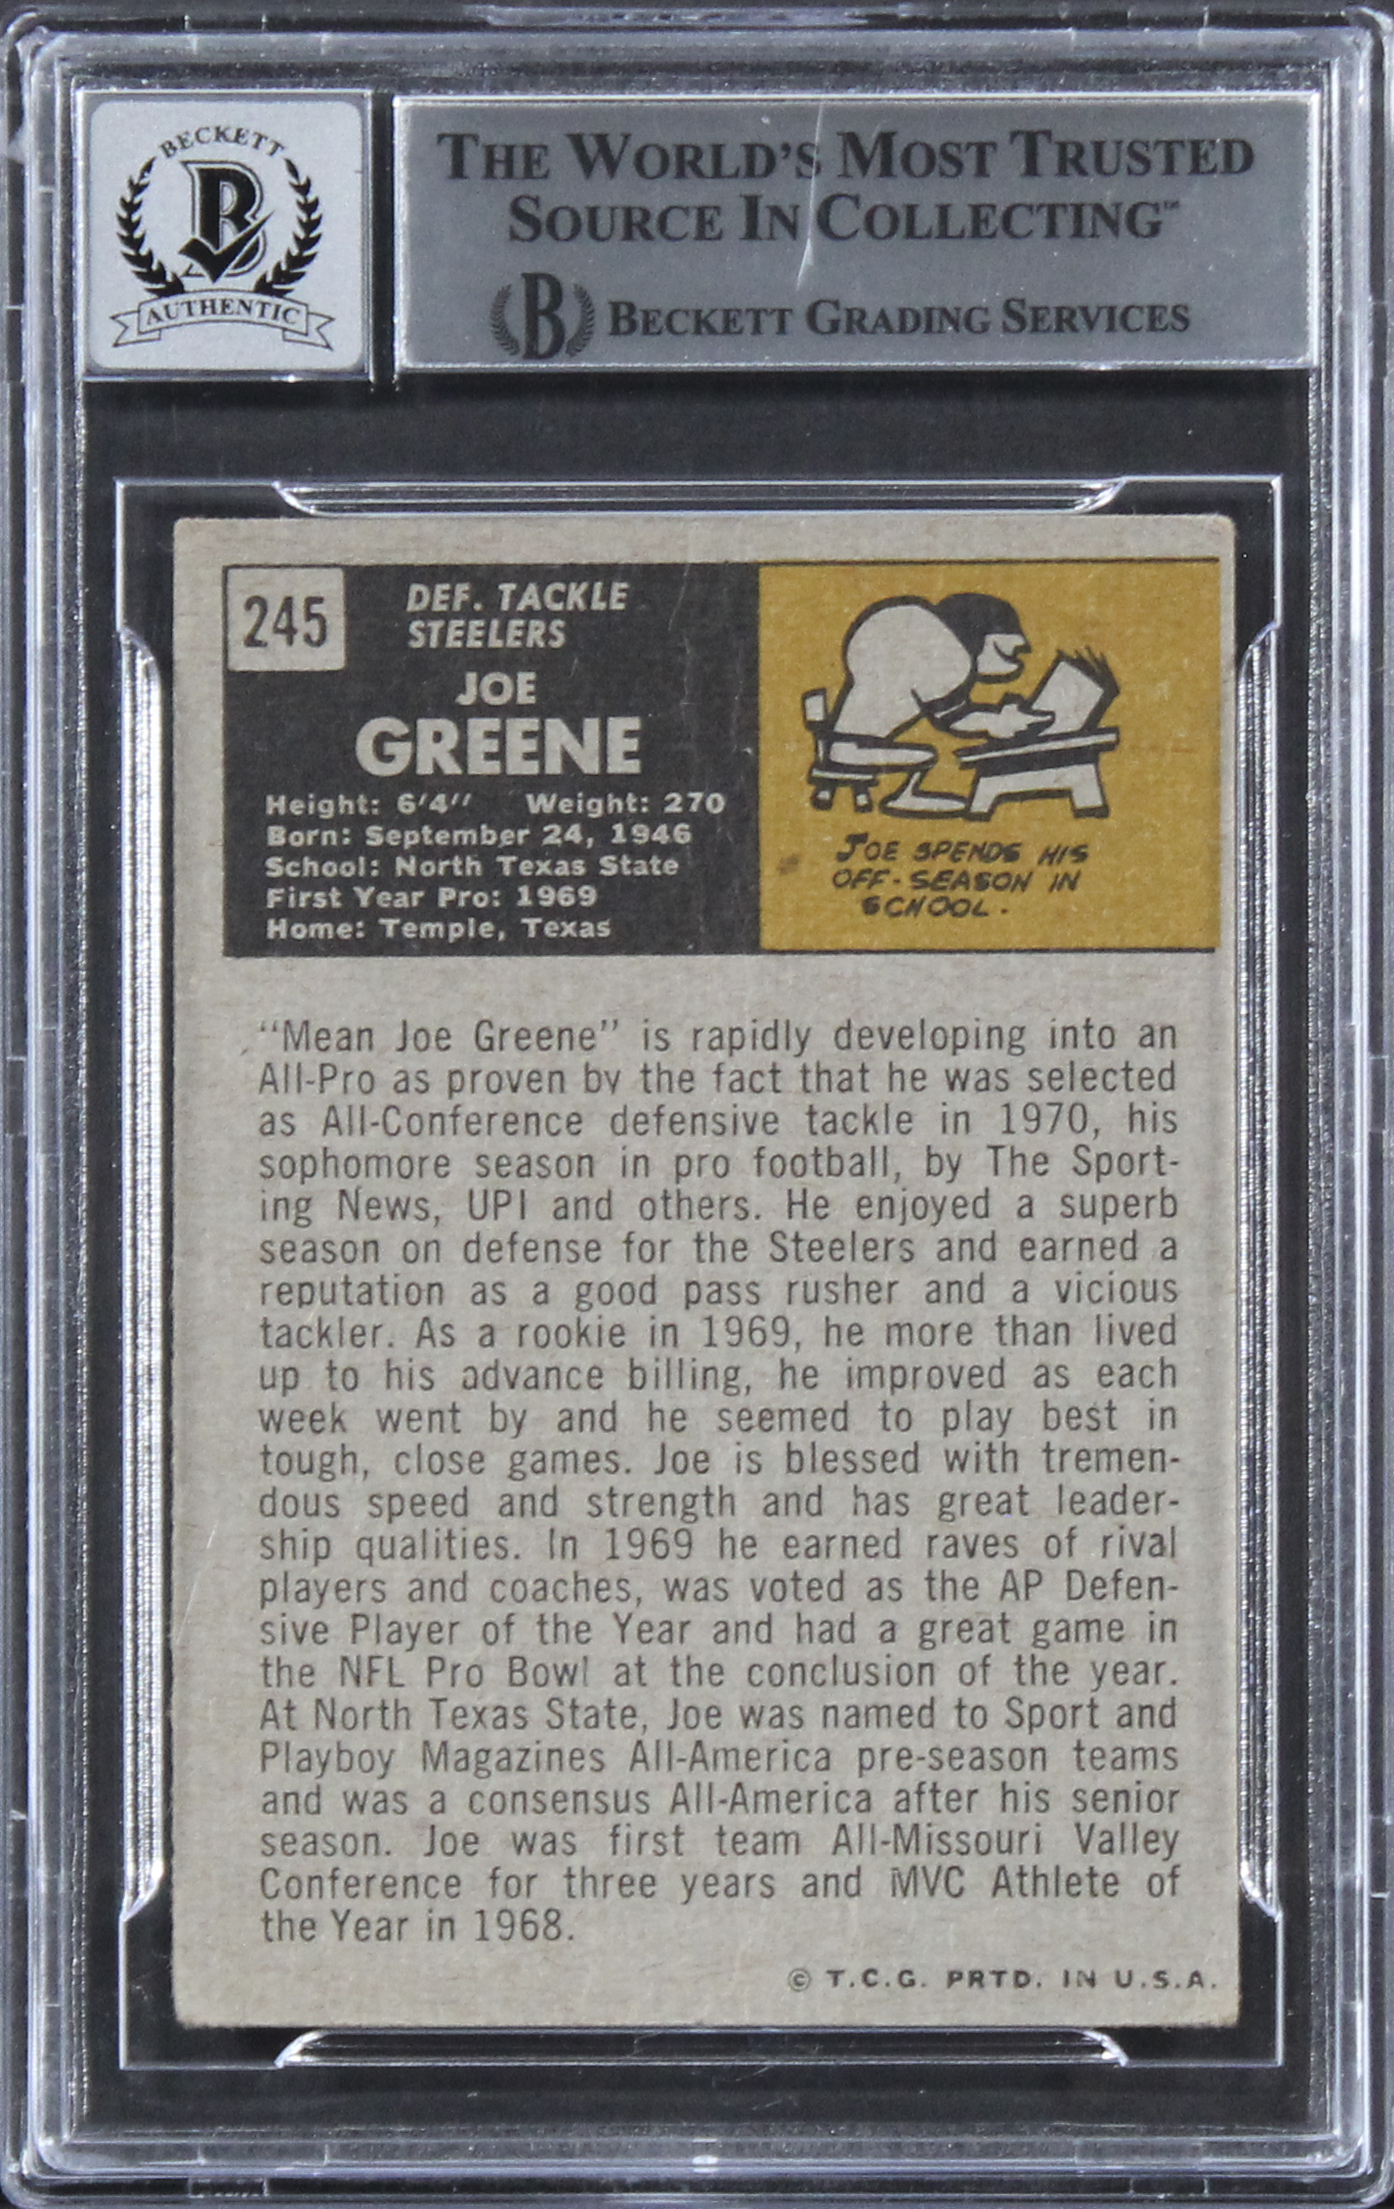 BECKETT
B
AUTHENTIC
THE WORLD'S MOST TRUSTED
SOURCE IN COLLECTING™
B BECKETT GRADING SERVICES
245
DEF. TACKLE
STEELERS
JOE
GREENE
Height: 6'4'' Weight: 270
Born: September 24, 1946
School: North Texas State
First Year Pro: 1969
Home: Temple, Texas
JOE SPENDS HIS
OFF-SEASON IN
SCHOOL.
"Mean Joe Greene" is rapidly developing into an
All-Pro as proven by the fact that he was selected
as All-Conference defensive tackle in 1970, his
sophomore season in pro football, by The Sport-
ing News, UPI and others. He enjoyed a superb
season on defense for the Steelers and earned a
reputation as a good pass rusher and a vicious
tackler. As a rookie in 1969, he more than lived
up to his advance billing, he improved as each
week went by and he seemed to play best in
tough, close games. Joe is blessed with tremen-
dous speed and strength and has great leader-
ship qualities. In 1969 he earned raves of rival
players and coaches, was voted as the AP Defen-
sive Player of the Year and had a great game in
the NFL Pro Bowl at the conclusion of the year.
At North Texas State, Joe was named to Sport and
Playboy Magazines All-America pre-season teams
and was a consensus All-America after his senior
season. Joe was first team All-Missouri Valley
Conference for three years and MVC Athlete of
the Year in 1968.
© T.C.G. PRTD. IN U.S.A.